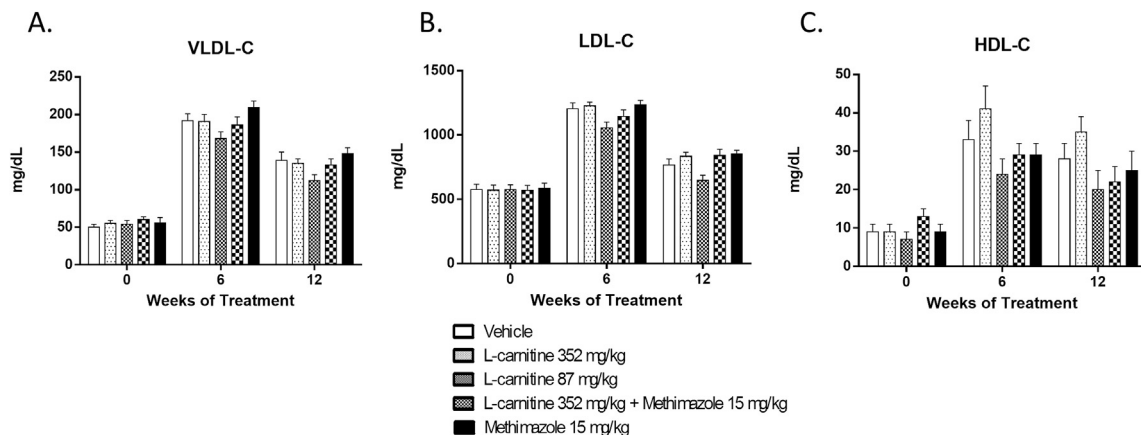 A.
VLDL-C
mg/dL
250
200
150
100
50
0
0 6 12
Weeks of Treatment
B.
LDL-C
mg/dL
1500
1000
500
0
0 6 12
Weeks of Treatment
C.
HDL-C
mg/dL
50
40
30
20
10
0
0 6 12
Weeks of Treatment
Vehicle
L-carnitine 352 mg/kg
L-carnitine 87 mg/kg
L-carnitine 352 mg/kg + Methimazole 15 mg/kg
Methimazole 15 mg/kg